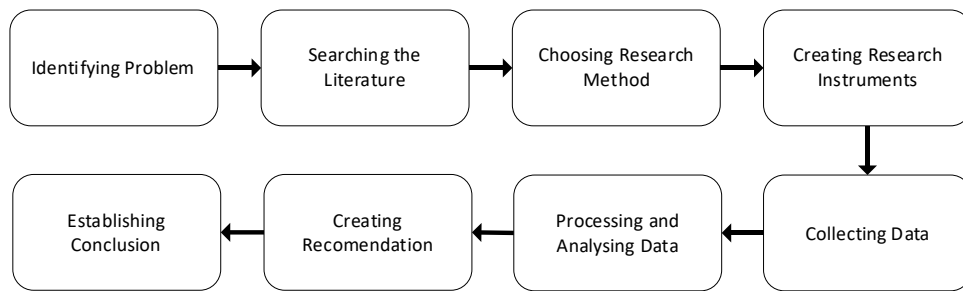 Identifying Problem
Searching the
Literature
Choosing Research
Method
Creating Research
Instruments
Collecting Data
Processing and
Analysing Data
Creating
Recomendation
Establishing
Conclusion